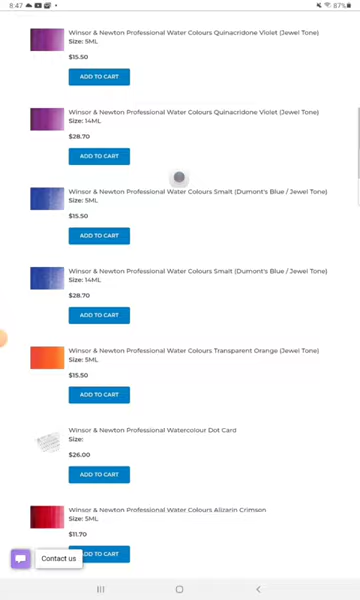 8:47
87%
Winsor & Newton Professional Water Colours Quinacridone Violet (Jewel Tone)
Size: 5ML
$15.50
ADD TO CART
Winsor & Newton Professional Water Colours Quinacridone Violet (Jewel Tone)
Size: 14ML
$28.70
ADD TO CART
Winsor & Newton Professional Water Colours Smalt (Dumont's Blue / Jewel Tone)
Size: 5ML
$15.50
ADD TO CART
Winsor & Newton Professional Water Colours Smalt (Dumont's Blue / Jewel Tone)
Size: 14ML
$28.70
ADD TO CART
Winsor & Newton Professional Water Colours Transparent Orange (Jewel Tone)
Size: 5ML
$15.50
ADD TO CART
Winsor & Newton Professional Watercolour Dot Card
Size:
$26.00
ADD TO CART
Winsor & Newton Professional Water Colours Alizarin Crimson
Size: 5ML
$11.70
DD TO CART
Contact us